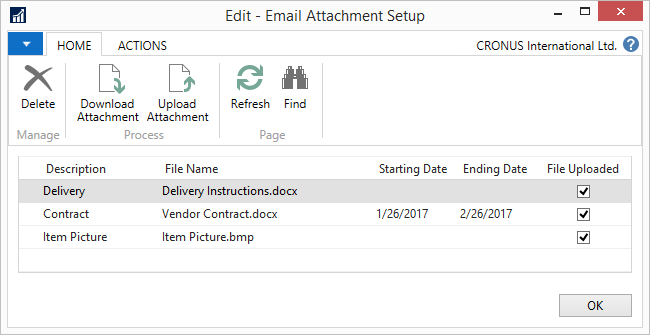 Edit - Email Attachment Setup
HOME ACTIONS CRONUS International Ltd. ?
Delete Download Attachment Upload Attachment Refresh Find
Manage Process Page
Description File Name Starting Date Ending Date File Uploaded
Delivery Delivery Instructions.docx
Contract Vendor Contract.docx 1/26/2017 2/26/2017
Item Picture Item Picture.bmp
OK